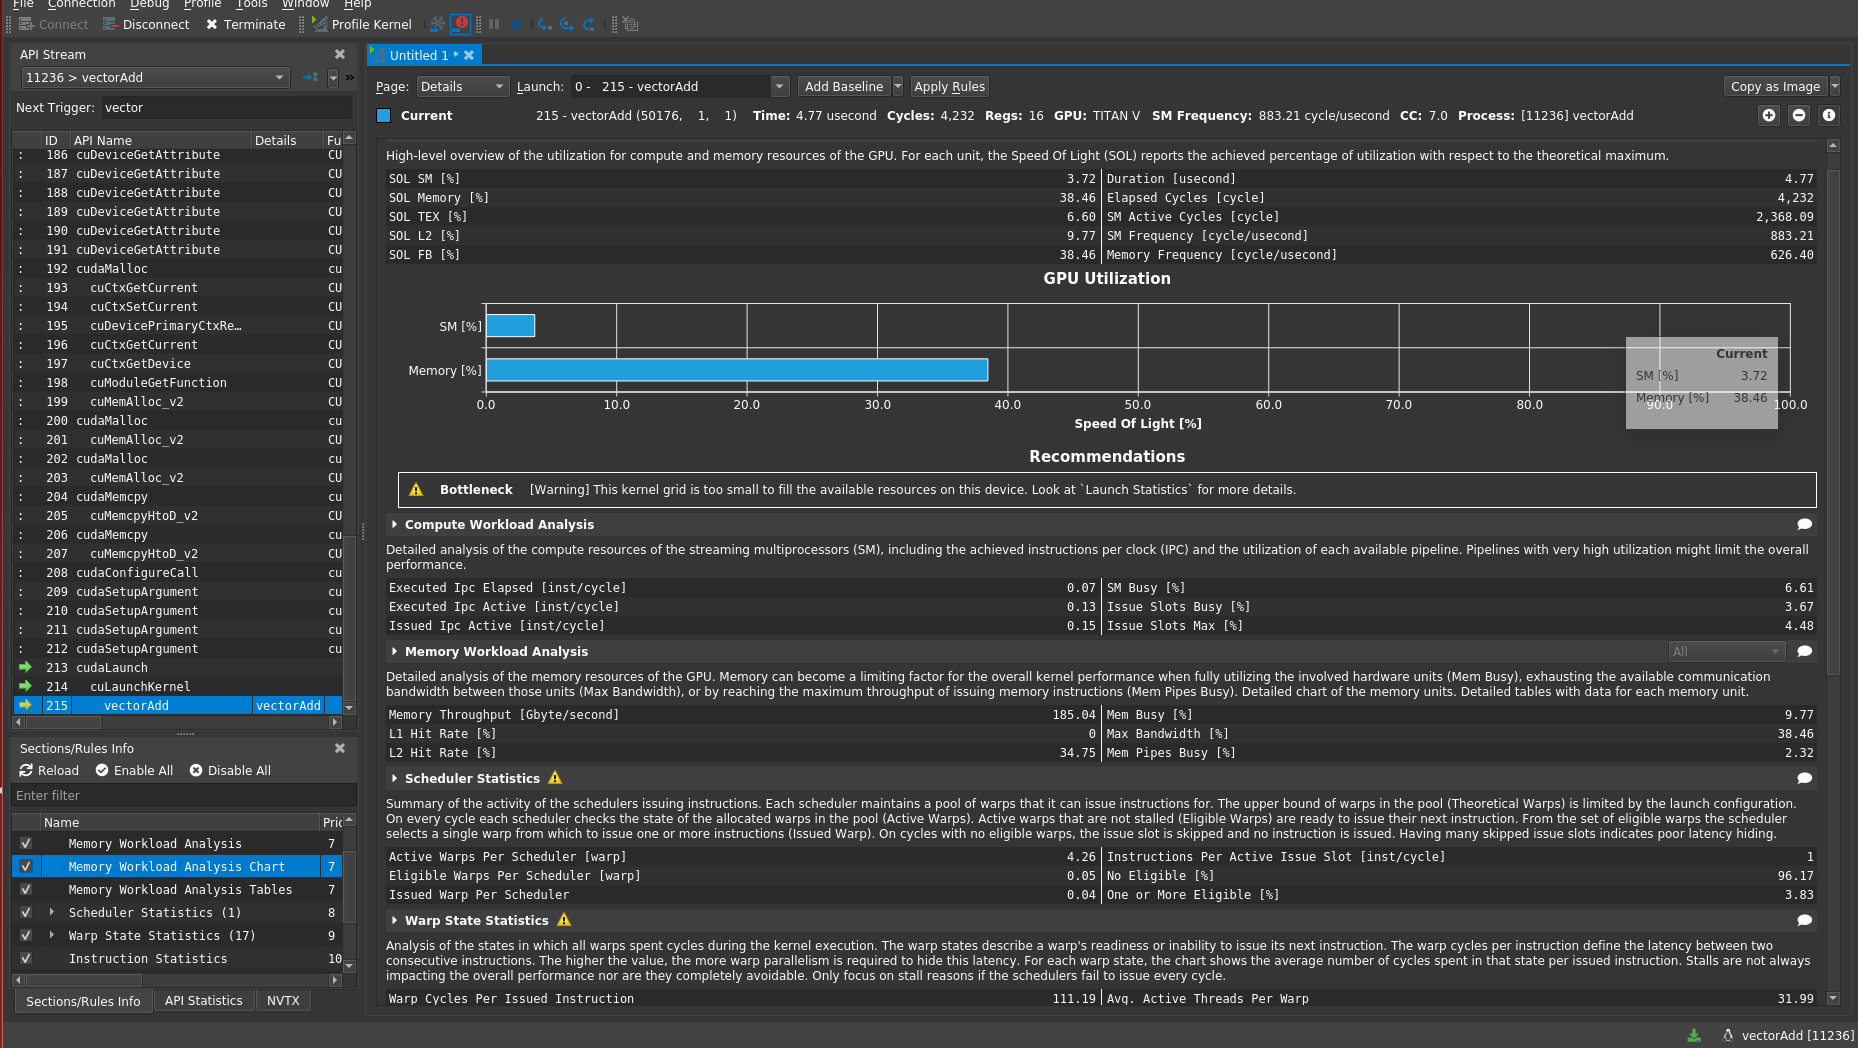 File Connection Debug Profile Tools Window Help
Connect Disconnect Terminate Profile Kernel
API Stream
11236 > vectorAdd
Next Trigger: vector
ID API Name Details Fu
: 186 cuDeviceGetAttribute CU
: 187 cuDeviceGetAttribute CU
: 188 cuDeviceGetAttribute CU
: 189 cuDeviceGetAttribute CU
: 190 cuDeviceGetAttribute CU
: 191 cuDeviceGetAttribute CU
: 192 cudaMalloc cu
: 193 cuCtxGetCurrent CU
: 194 cuCtxSetCurrent CU
: 195 cuDevicePrimaryCtxRe… CU
: 196 cuCtxGetCurrent CU
: 197 cuCtxGetDevice CU
: 198 cuModuleGetFunction CU
: 199 cuMemAlloc_v2 CU
: 200 cudaMalloc cu
: 201 cuMemAlloc_v2 CU
: 202 cudaMalloc cu
: 203 cuMemAlloc_v2 CU
: 204 cudaMemcpy cu
: 205 cuMemcpyHtoD_v2 CU
: 206 cudaMemcpy cu
: 207 cuMemcpyHtoD_v2 CU
: 208 cudaConfigureCall cu
: 209 cudaSetupArgument cu
: 210 cudaSetupArgument cu
: 211 cudaSetupArgument cu
: 212 cudaSetupArgument cu
213 cudaLaunch
214 cuLaunchKernel
215 vectorAdd vectorAdd
Sections/Rules Info
Reload Enable All Disable All
Enter filter
Name Pric
Memory Workload Analysis 7
Memory Workload Analysis Chart 7
Memory Workload Analysis Tables 7
Scheduler Statistics (1) 8
Warp State Statistics (17) 9
Instruction Statistics 10
Sections/Rules Info API Statistics NVTX
Untitled 1 *
Page: Details Launch: 0 - 215 - vectorAdd Add Baseline Apply Rules Copy as Image
Current 215 - vectorAdd (50176, 1, 1) Time: 4.77 usecond Cycles: 4,232 Regs: 16 GPU: TITAN V SM Frequency: 883.21 cycle/usecond CC: 7.0 Process: [11236] vectorAdd
High-level overview of the utilization for compute and memory resources of the GPU. For each unit, the Speed Of Light (SOL) reports the achieved percentage of utilization with respect to the theoretical maximum.
SOL SM [%] 3.72 Duration [usecond] 4.77
SOL Memory [%] 38.46 Elapsed Cycles [cycle] 4,232
SOL TEX [%] 6.60 SM Active Cycles [cycle] 2,368.09
SOL L2 [%] 9.77 SM Frequency [cycle/usecond] 883.21
SOL FB [%] 38.46 Memory Frequency [cycle/usecond] 626.40
GPU Utilization
SM [%]
Memory [%]
0.0 10.0 20.0 30.0 40.0 50.0 60.0 70.0 80.0 90.0 100.0
Speed Of Light [%]
Current
SM [%] 3.72
Memory [%] 38.46
Recommendations
Bottleneck [Warning] This kernel grid is too small to fill the available resources on this device. Look at `Launch Statistics` for more details.
Compute Workload Analysis
Detailed analysis of the compute resources of the streaming multiprocessors (SM), including the achieved instructions per clock (IPC) and the utilization of each available pipeline. Pipelines with very high utilization might limit the overall
performance.
Executed Ipc Elapsed [inst/cycle] 0.07 SM Busy [%] 6.61
Executed Ipc Active [inst/cycle] 0.13 Issue Slots Busy [%] 3.67
Issued Ipc Active [inst/cycle] 0.15 Issue Slots Max [%] 4.48
Memory Workload Analysis All
Detailed analysis of the memory resources of the GPU. Memory can become a limiting factor for the overall kernel performance when fully utilizing the involved hardware units (Mem Busy), exhausting the available communication
bandwidth between those units (Max Bandwidth), or by reaching the maximum throughput of issuing memory instructions (Mem Pipes Busy). Detailed chart of the memory units. Detailed tables with data for each memory unit.
Memory Throughput [Gbyte/second] 185.04 Mem Busy [%] 9.77
L1 Hit Rate [%] 0 Max Bandwidth [%] 38.46
L2 Hit Rate [%] 34.75 Mem Pipes Busy [%] 2.32
Scheduler Statistics
Summary of the activity of the schedulers issuing instructions. Each scheduler maintains a pool of warps that it can issue instructions for. The upper bound of warps in the pool (Theoretical Warps) is limited by the launch configuration.
On every cycle each scheduler checks the state of the allocated warps in the pool (Active Warps). Active warps that are not stalled (Eligible Warps) are ready to issue their next instruction. From the set of eligible warps the scheduler
selects a single warp from which to issue one or more instructions (Issued Warp). On cycles with no eligible warps, the issue slot is skipped and no instruction is issued. Having many skipped issue slots indicates poor latency hiding.
Active Warps Per Scheduler [warp] 4.26 Instructions Per Active Issue Slot [inst/cycle] 1
Eligible Warps Per Scheduler [warp] 0.05 No Eligible [%] 96.17
Issued Warp Per Scheduler 0.04 One or More Eligible [%] 3.83
Warp State Statistics
Analysis of the states in which all warps spent cycles during the kernel execution. The warp states describe a warp's readiness or inability to issue its next instruction. The warp cycles per instruction define the latency between two
consecutive instructions. The higher the value, the more warp parallelism is required to hide this latency. For each warp state, the chart shows the average number of cycles spent in that state per issued instruction. Stalls are not always
impacting the overall performance nor are they completely avoidable. Only focus on stall reasons if the schedulers fail to issue every cycle.
Warp Cycles Per Issued Instruction 111.19 Avg. Active Threads Per Warp 31.99
vectorAdd [11236]